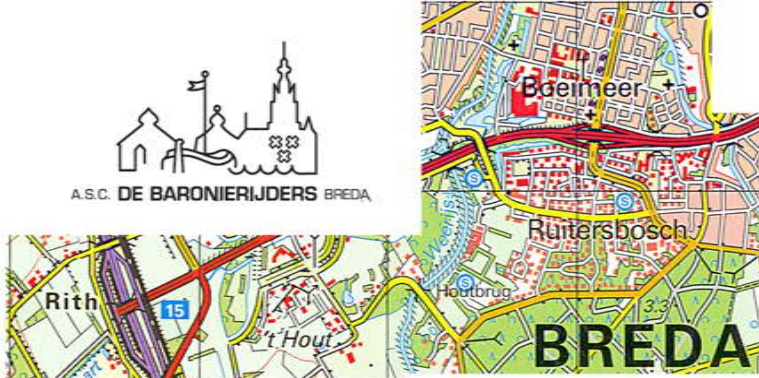 Boeimeer
A.S.C. DE BARONIERIJDERS BREDA
S
S
Ruitersbosch
Rith
15
S
Houtbrug
3.3
't Hout
BREDA